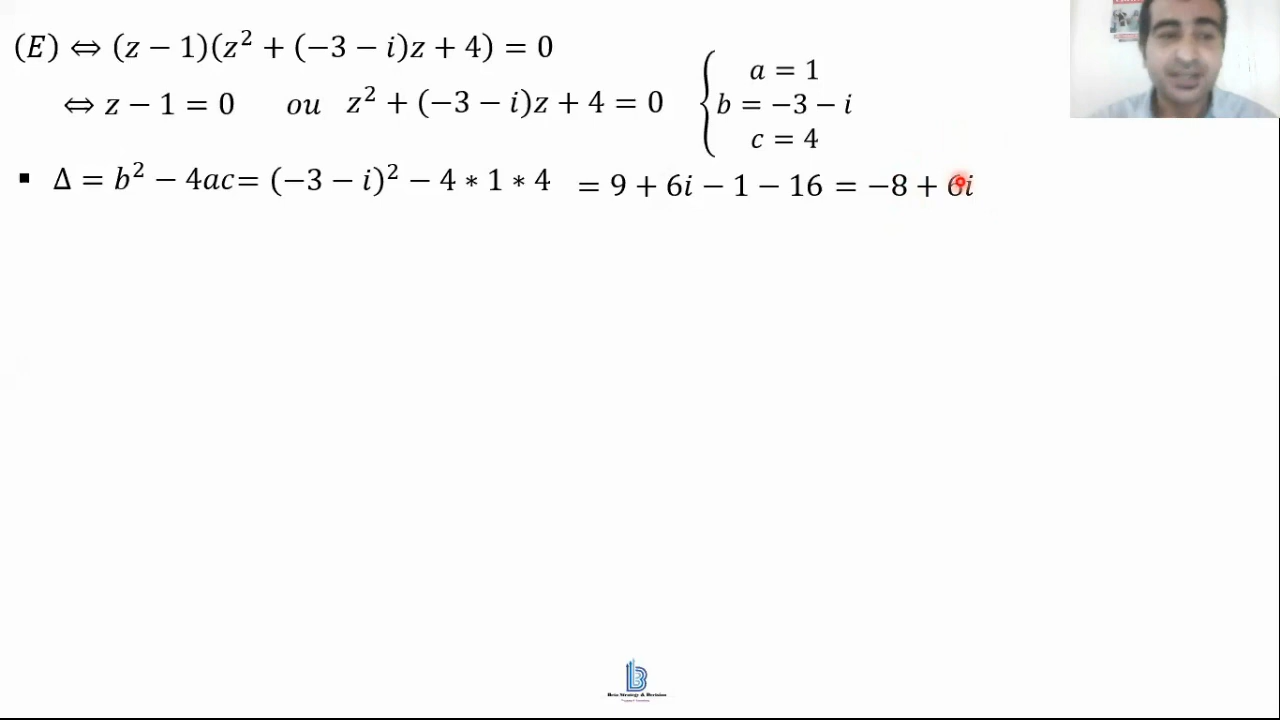 (E) ⇔ (z − 1)(z² + (−3 − i)z + 4) = 0
⇔ z − 1 = 0 ou z² + (−3 − i)z + 4 = 0
a = 1
b = −3 − i
c = 4
▪ Δ = b² − 4ac= (−3 − i)² − 4 * 1 * 4 = 9 + 6i − 1 − 16 = −8 + 6i